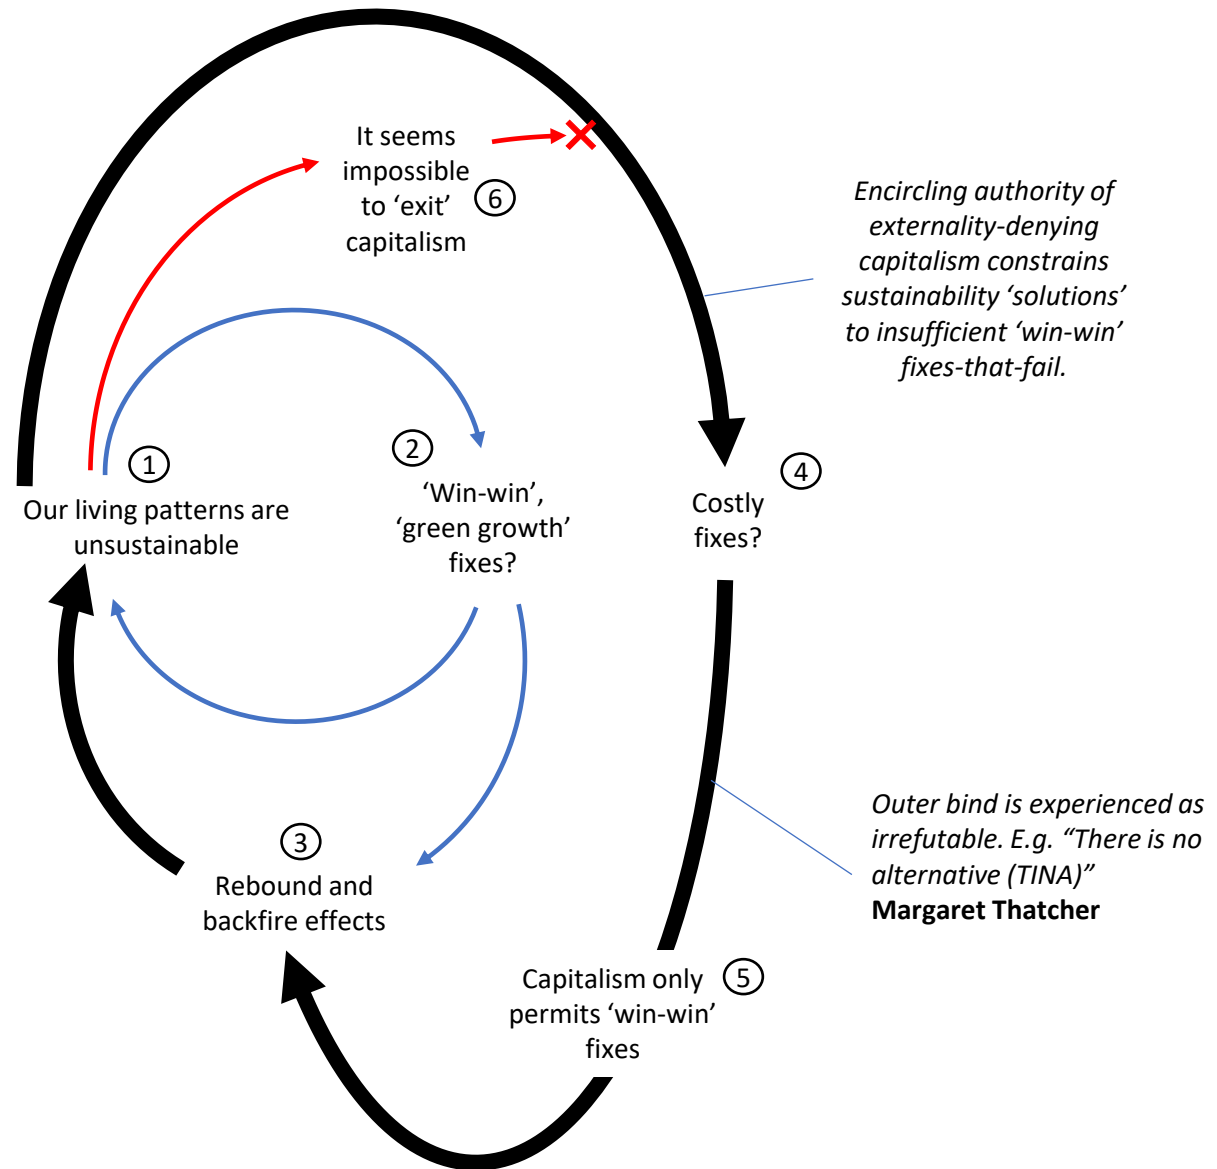 It seems
impossible
to ‘exit’
capitalism
6
Encircling authority of
externality-denying
capitalism constrains
sustainability ‘solutions’
to insufficient ‘win-win’
fixes-that-fail.
1
Our living patterns are
unsustainable
2
‘Win-win’,
‘green growth’
fixes?
4
Costly
fixes?
3
Rebound and
backfire effects
Outer bind is experienced as
irrefutable. E.g. “There is no
alternative (TINA)”
Margaret Thatcher
Capitalism only
permits ‘win-win’
fixes
5